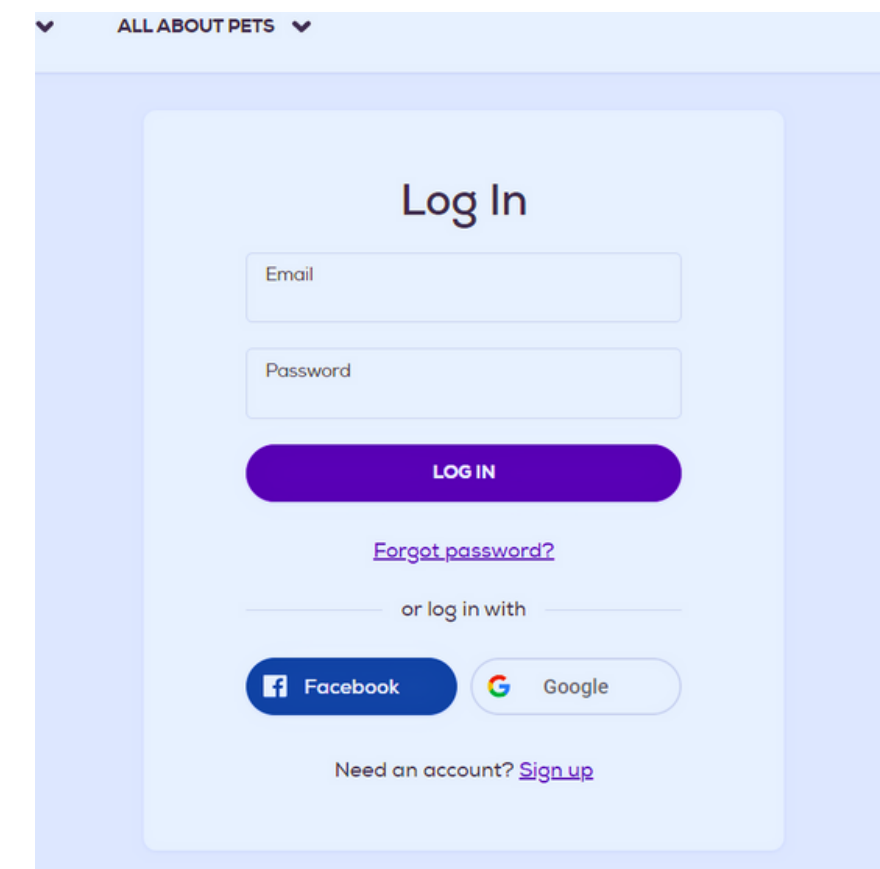 ALL ABOUT PETS
Log In
Email
Password
LOG IN
Forgot password?
or log in with
Facebook Google
Need an account? Sign up